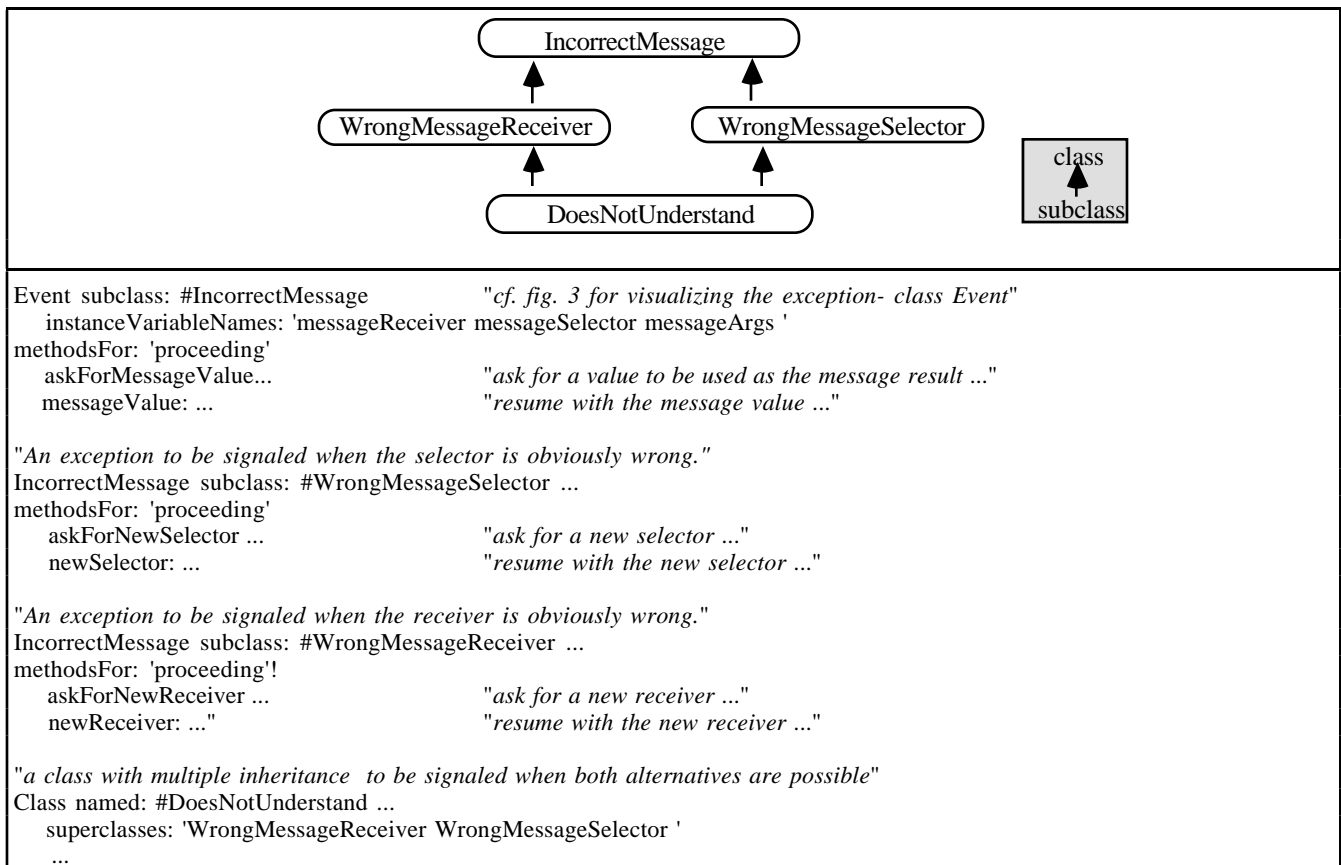 IncorrectMessage
WrongMessageReceiver
WrongMessageSelector
class
subclass
DoesNotUnderstand
Event subclass: #IncorrectMessage "cf. fig. 3 for visualizing the exception- class Event"
instanceVariableNames: 'messageReceiver messageSelector messageArgs '
methodsFor: 'proceeding'
askForMessageValue... "ask for a value to be used as the message result ..."
messageValue: ... "resume with the message value ..."
"An exception to be signaled when the selector is obviously wrong."
IncorrectMessage subclass: #WrongMessageSelector ...
methodsFor: 'proceeding'
askForNewSelector ... "ask for a new selector ..."
newSelector: ... "resume with the new selector ..."
"An exception to be signaled when the receiver is obviously wrong."
IncorrectMessage subclass: #WrongMessageReceiver ...
methodsFor: 'proceeding'!
askForNewReceiver ... "ask for a new receiver ..."
newReceiver: ..." "resume with the new receiver ..."
"a class with multiple inheritance to be signaled when both alternatives are possible"
Class named: #DoesNotUnderstand ...
superclasses: 'WrongMessageReceiver WrongMessageSelector '
...